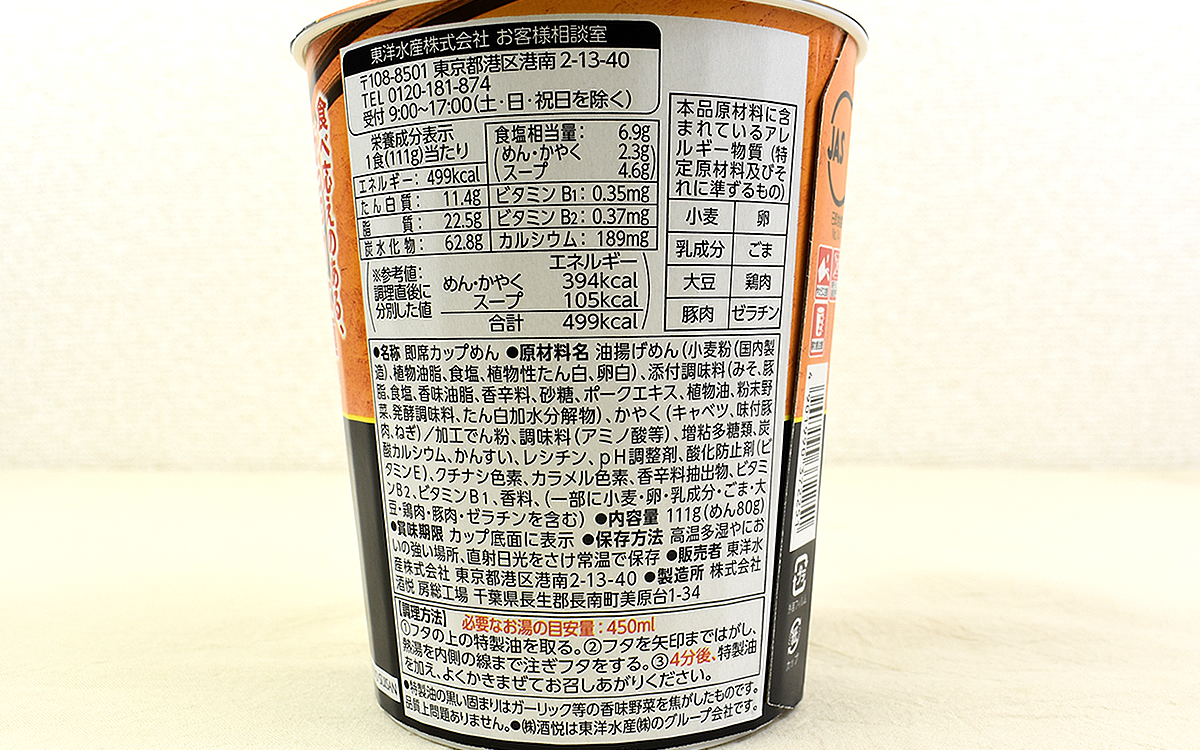 東洋水産株式会社 お客様相談室
〒108-8501 東京都港区港南2-13-40
TEL 0120-181-874
受付 9:00～17:00(土・日・祝日を除く)
栄養成分表示
1食(111g)当たり
エネルギー: 499kcal
たん白質: 11.4g
脂質: 22.5g
炭水化物: 62.8g
食塩相当量: 6.9g
(めん・かやく 2.3g
スープ 4.6g)
ビタミンB1: 0.35mg
ビタミンB2: 0.37mg
カルシウム: 189mg
※参考値:
調理直後に
分別した値
エネルギー
めん・かやく 394kcal
スープ 105kcal
合計 499kcal
本品原材料に含
まれているアレ
ルギー物質(特
定原材料及びそ
れに準ずるもの)
小麦 卵
乳成分 ごま
大豆 鶏肉
豚肉 ゼラチン
●名称 即席カップめん ●原材料名 油揚げめん(小麦粉(国内製
造)、植物油脂、食塩、植物性たん白、卵白)、添付調味料(みそ、豚
脂、食塩、香味油脂、香辛料、砂糖、ポークエキス、植物油、粉末野
菜、発酵調味料、たん白加水分解物)、かやく(キャベツ、味付豚
肉、ねぎ)/加工でん粉、調味料(アミノ酸等)、増粘多糖類、炭
酸カルシウム、かんすい、レシチン、pH調整剤、酸化防止剤(ビ
タミンE)、クチナシ色素、カラメル色素、香辛料抽出物、ビタミ
ンB2、ビタミンB1、香料、(一部に小麦・卵・乳成分・ごま・大
豆・鶏肉・豚肉・ゼラチンを含む) ●内容量 111g(めん80g)
●賞味期限 カップ底面に表示 ●保存方法 高温多湿やにお
いの強い場所、直射日光をさけ常温で保存 ●販売者 東洋水
産株式会社 東京都港区港南2-13-40 ●製造所 株式会社
酒悦 房総工場 千葉県長生郡長南町美原台1-34
【調理方法】 必要なお湯の目安量:450ml
①フタの上の特製油を取る。②フタを矢印まではがし、
熱湯を内側の線まで注ぎフタをする。③4分後、特製油
を加え、よくかきまぜてお召しあがりください。
●特製油の黒い固まりはガーリック等の香味野菜を焦がしたものです。
品質上問題ありません。●㈱酒悦は東洋水産㈱のグループ会社です。
食べごたえのある、
JAS
カップ